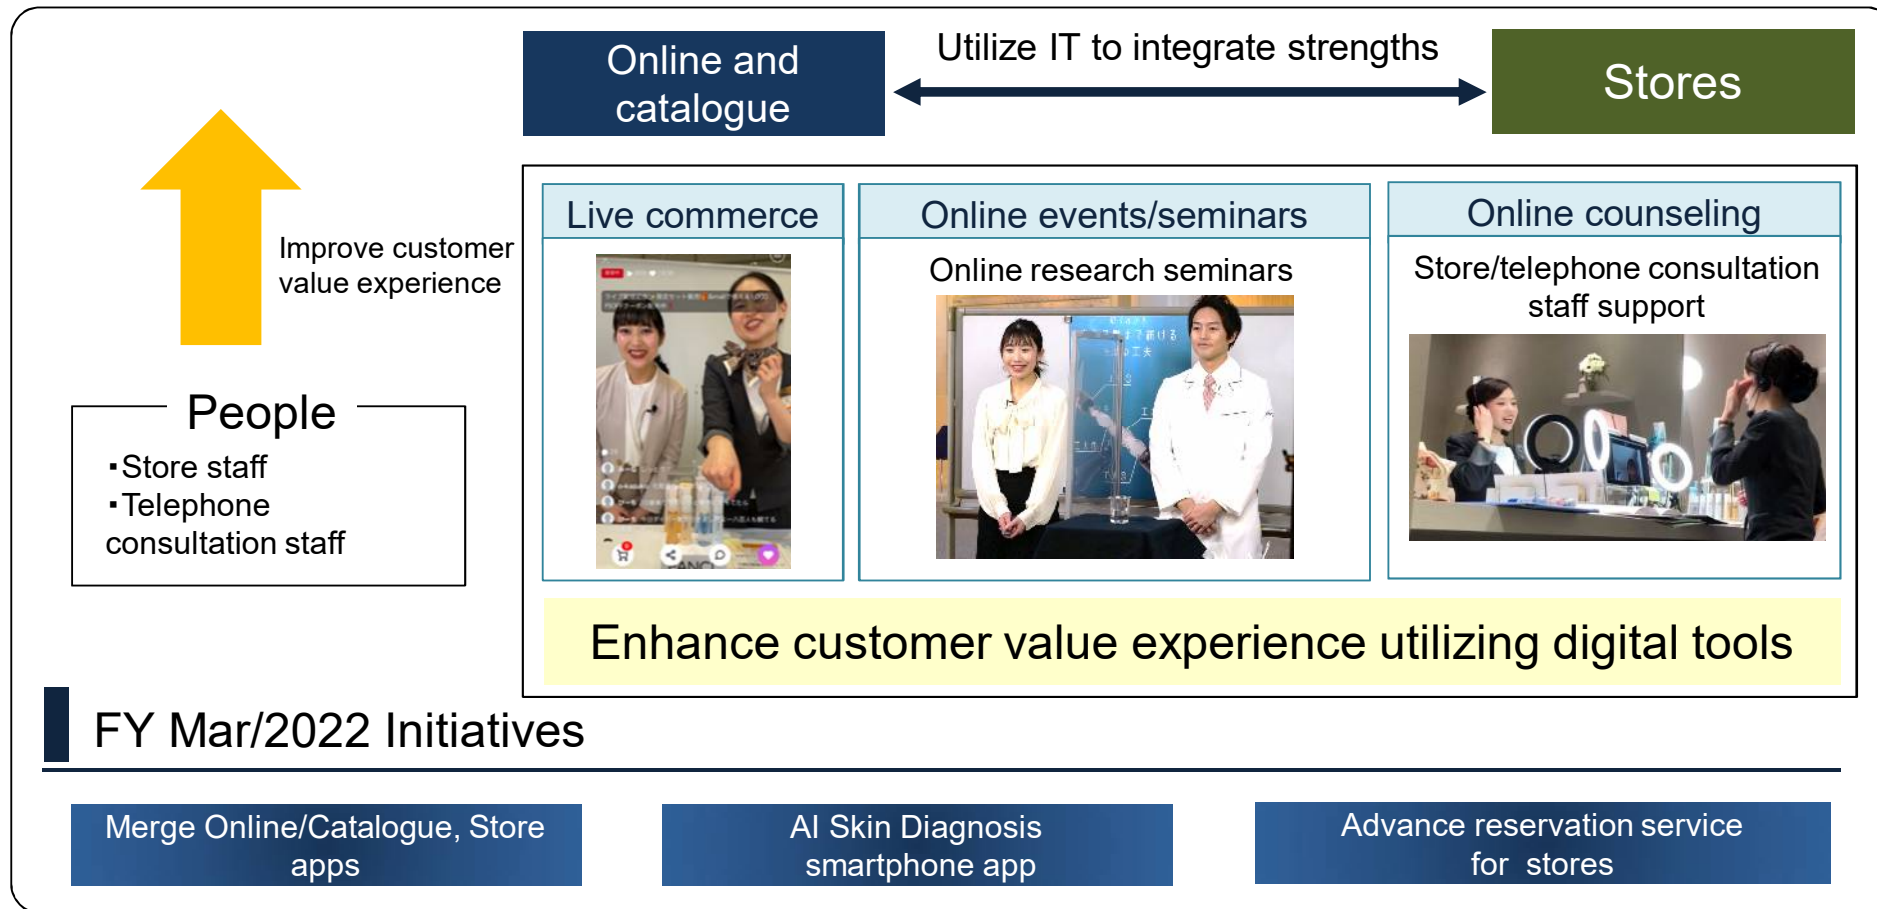 Online and
catalogue
Utilize IT to integrate strengths
Stores
Improve customer
value experience
People
▪Store staff
▪Telephone
consultation staff
Live commerce
Online events/seminars
Online research seminars
Online counseling
Store/telephone consultation
staff support
Enhance customer value experience utilizing digital tools
FY Mar/2022 Initiatives
Merge Online/Catalogue, Store
apps
AI Skin Diagnosis
smartphone app
Advance reservation service
for stores